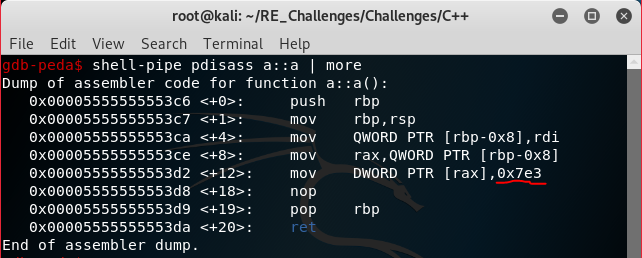 root@kali: ~/RE_Challenges/Challenges/C++
File Edit View Search Terminal Help
gdb-peda$ shell-pipe pdisass a::a | more
Dump of assembler code for function a::a():
0x00005555555553c6 <+0>: push rbp
0x00005555555553c7 <+1>: mov rbp,rsp
0x00005555555553ca <+4>: mov QWORD PTR [rbp-0x8],rdi
0x00005555555553ce <+8>: mov rax,QWORD PTR [rbp-0x8]
0x00005555555553d2 <+12>: mov DWORD PTR [rax],0x7e3
0x00005555555553d8 <+18>: nop
0x00005555555553d9 <+19>: pop rbp
0x00005555555553da <+20>: ret
End of assembler dump.